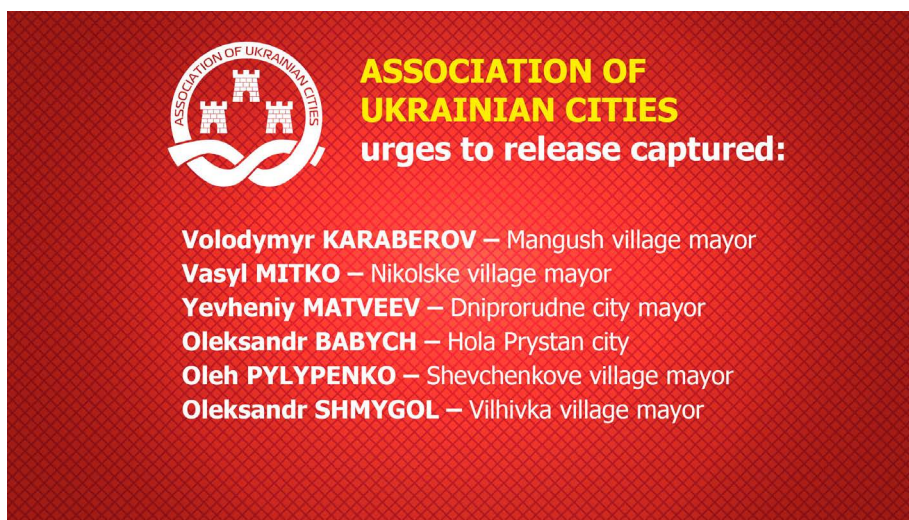 ASSOCIATION OF UKRAINIAN CITIES
ASSOCIATION OF
UKRAINIAN CITIES
urges to release captured:
Volodymyr KARABEROV – Mangush village mayor
Vasyl MITKO – Nikolske village mayor
Yevheniy MATVEEV – Dniprorudne city mayor
Oleksandr BABYCH – Hola Prystan city
Oleh PYLYPENKO – Shevchenkove village mayor
Oleksandr SHMYGOL – Vilhivka village mayor